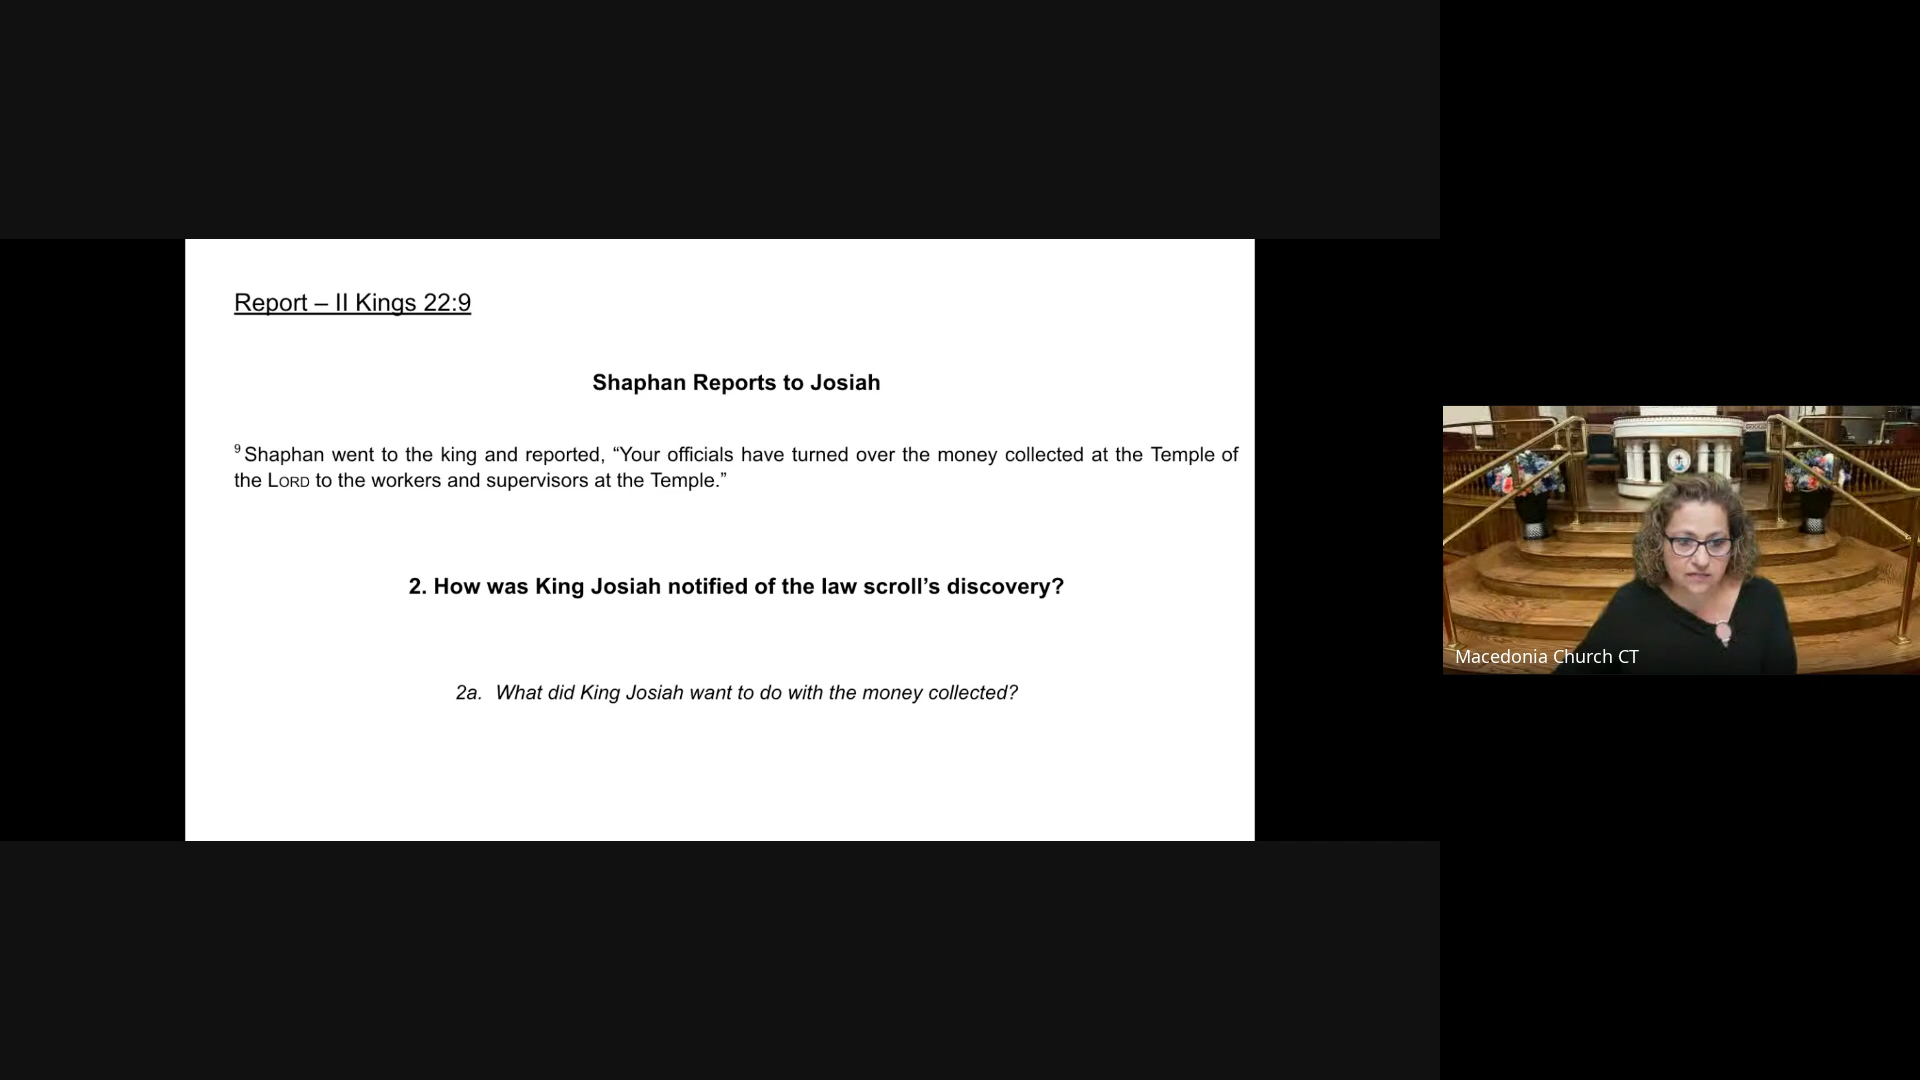 Report – II Kings 22:9
Shaphan Reports to Josiah
9 Shaphan went to the king and reported, “Your officials have turned over the money collected at the Temple of
the LORD to the workers and supervisors at the Temple.”
2. How was King Josiah notified of the law scroll’s discovery?
2a. What did King Josiah want to do with the money collected?
Macedonia Church CT